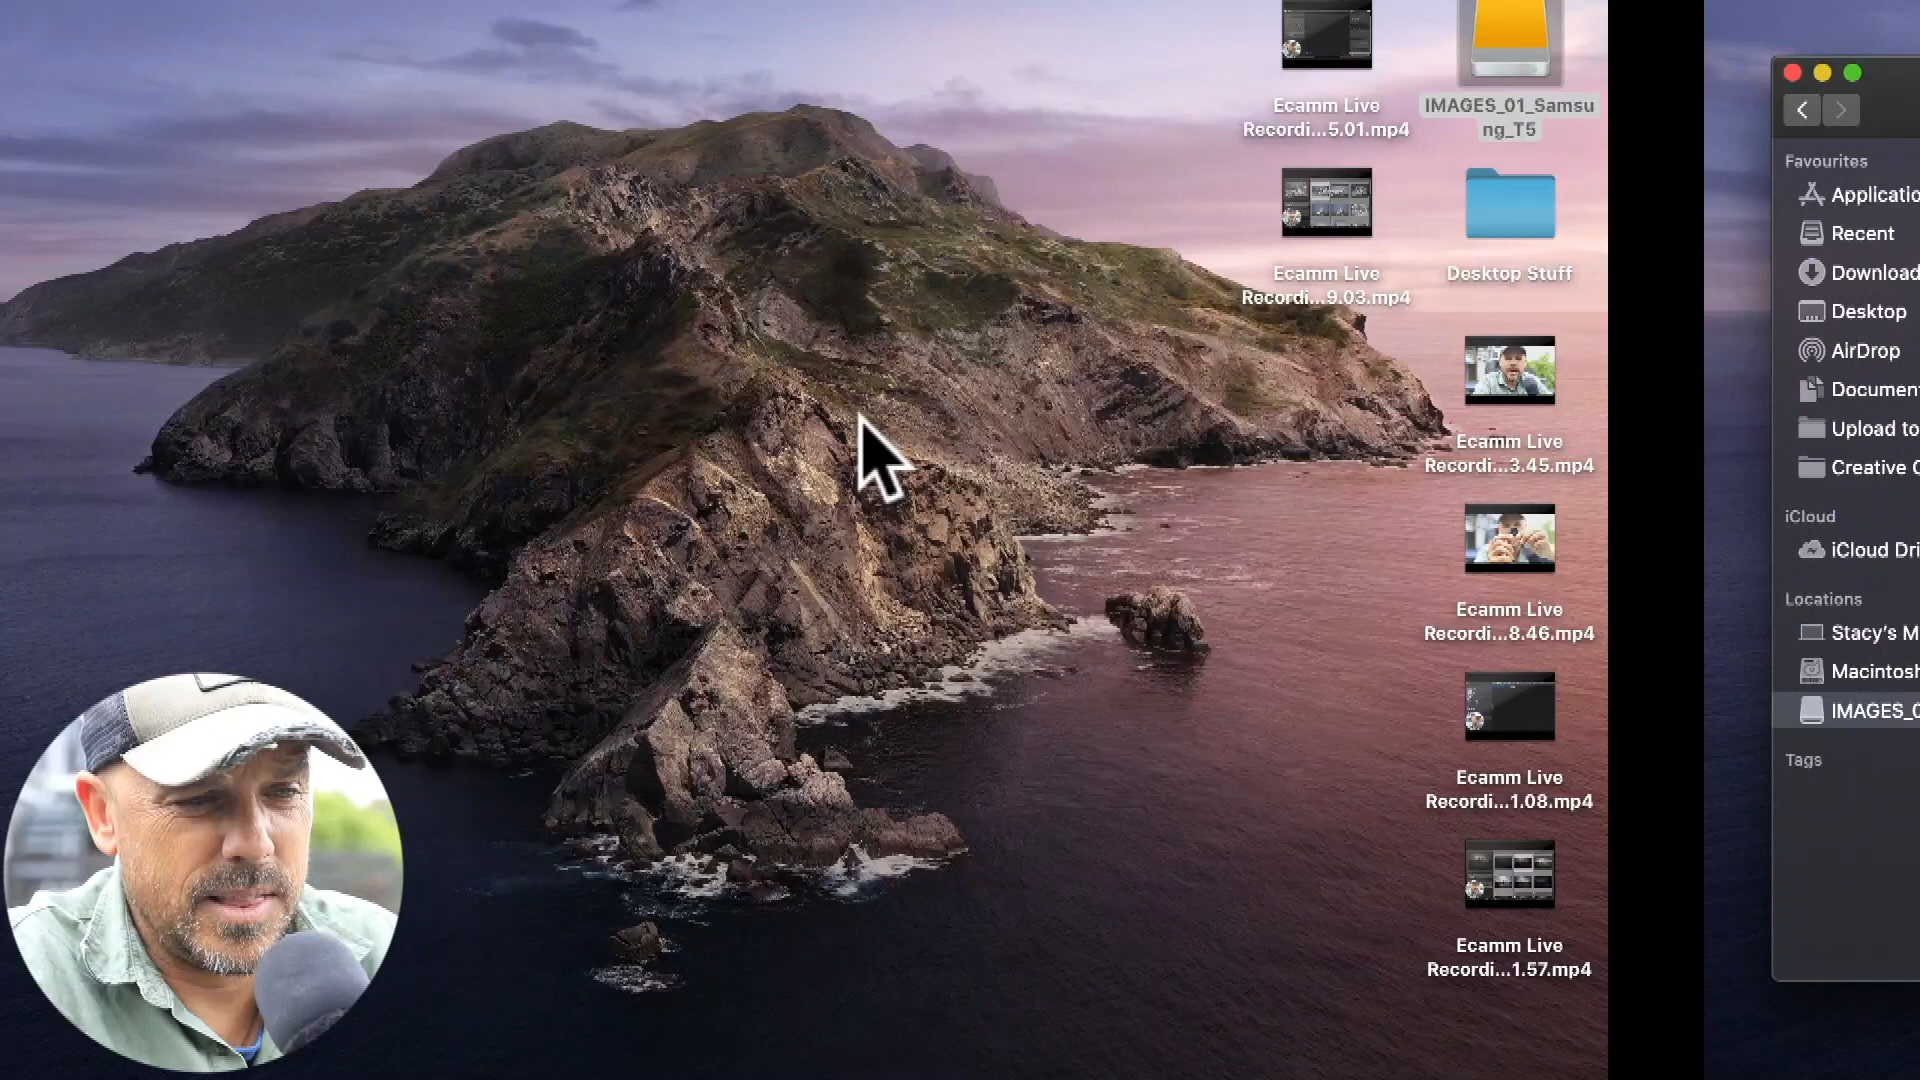 Ecamm Live
Recordi...5.01.mp4
IMAGES_01_Samsu
ng_T5
Ecamm Live
Recordi...9.03.mp4
Desktop Stuff
Ecamm Live
Recordi...3.45.mp4
Ecamm Live
Recordi...8.46.mp4
Ecamm Live
Recordi...1.08.mp4
Ecamm Live
Recordi...1.57.mp4
Favourites
Applicatio
Recent
Download
Desktop
AirDrop
Document
Upload to
Creative C
iCloud
iCloud Dri
Locations
Stacy's M
Macintosh
IMAGES_0
Tags